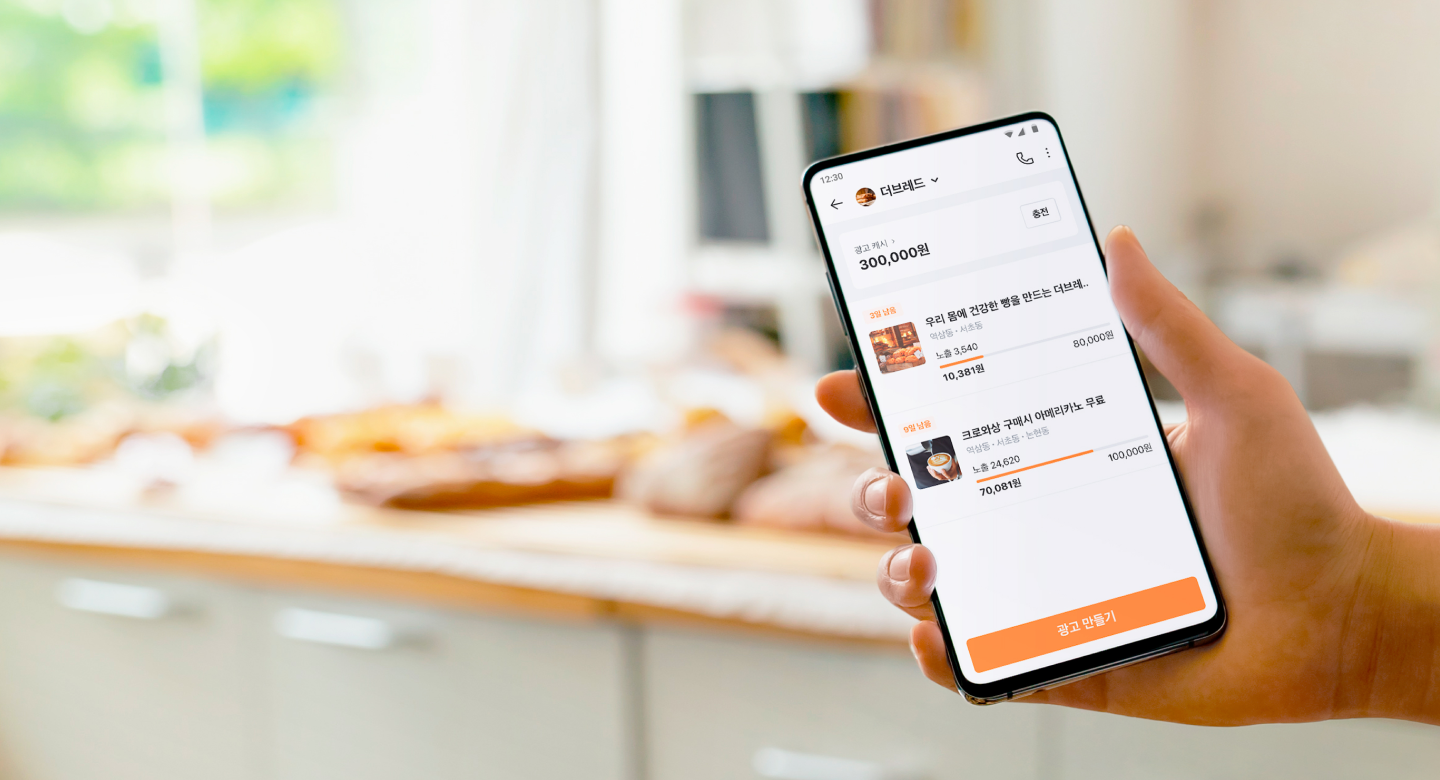 12:30
더브레드
충전
광고 캐시
300,000원
3일 남음
우리 몸에 건강한 빵을 만드는 더브레..
역삼동・서초동
노출 3,540
80,000원
10,381원
9일 남음
크로와상 구매시 아메리카노 무료
역삼동・서초동・논현동
노출 24,620
100,000원
70,081원
광고 만들기